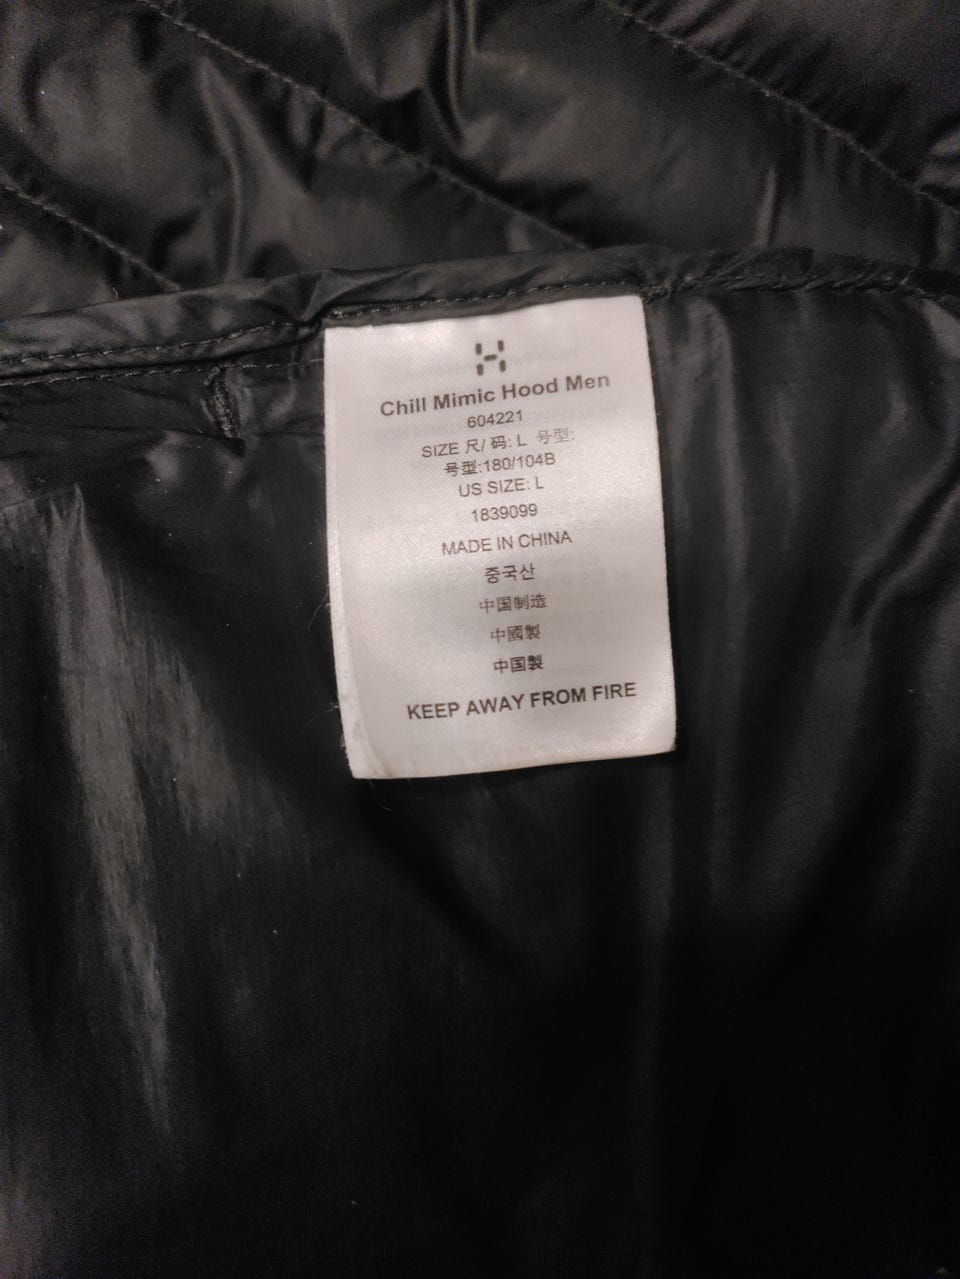 Chill Mimic Hood Men
604221
SIZE 尺/ 码: L 号型:
号型:180/104B
US SIZE: L
1839099
MADE IN CHINA
중국산
中国制造
中國製
中国製
KEEP AWAY FROM FIRE